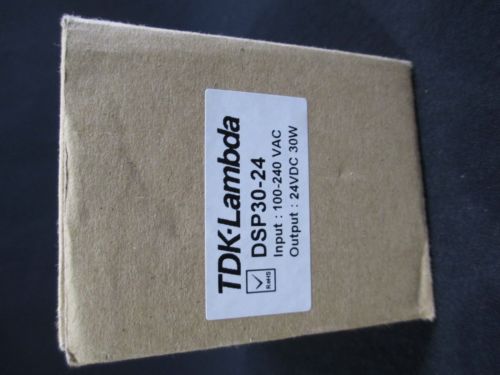 TDK-Lambda
DSP30-24
Input : 100-240 VAC
Output : 24VDC 30W
RoHS